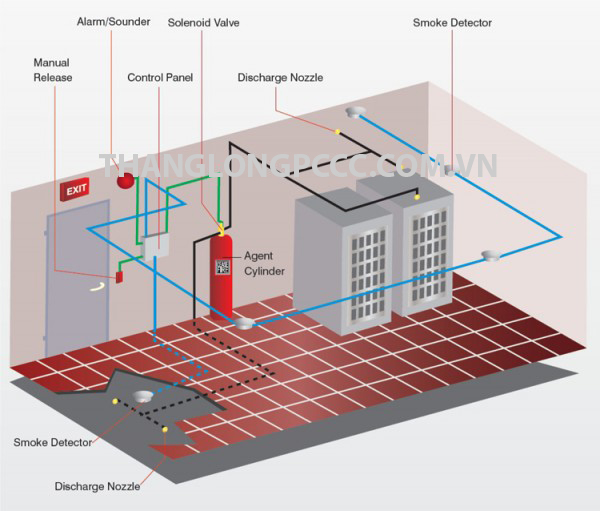 Alarm/Sounder
Solenoid Valve
Smoke Detector
Manual
Release
Control Panel
Discharge Nozzle
THANGLONGPCCC.COM.VN
EXIT
Agent
Cylinder
Smoke Detector
Discharge Nozzle